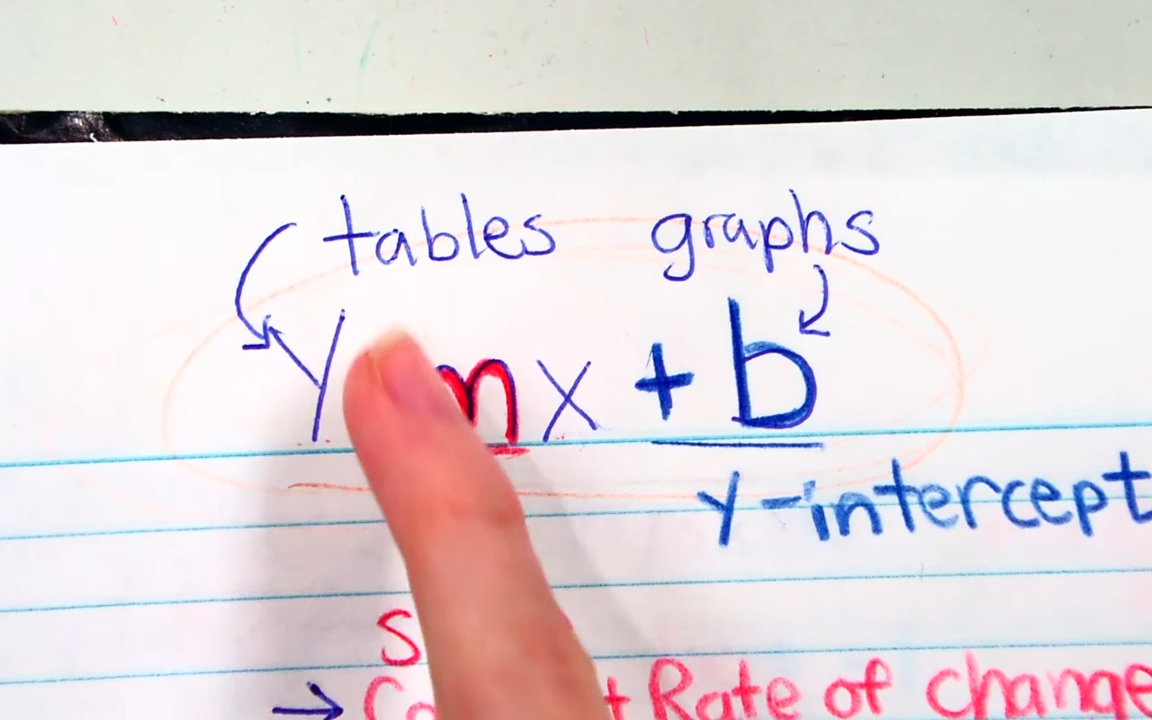 tables graphs
y mx + b
y-intercept
S
→ Rate of change